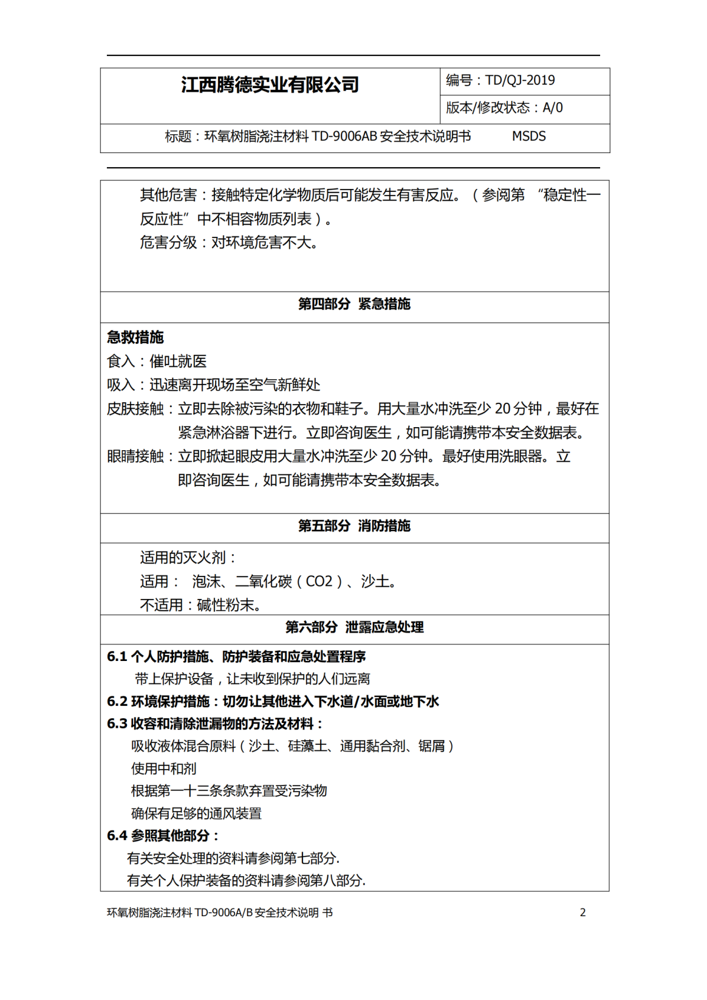 江西腾德实业有限公司
编号：TD/QJ-2019
版本/修改状态：A/0
标题：环氧树脂浇注材料 TD-9006AB 安全技术说明书 MSDS
其他危害：接触特定化学物质后可能发生有害反应。（参阅第 “稳定性一
反应性”中不相容物质列表）。
危害分级：对环境危害不大。
第四部分 紧急措施
急救措施
食入：催吐就医
吸入：迅速离开现场至空气新鲜处
皮肤接触：立即去除被污染的衣物和鞋子。用大量水冲洗至少 20 分钟，最好在
紧急淋浴器下进行。立即咨询医生，如可能请携带本安全数据表。
眼睛接触：立即掀起眼皮用大量水冲洗至少 20 分钟。最好使用洗眼器。立
即咨询医生，如可能请携带本安全数据表。
第五部分 消防措施
适用的灭火剂：
适用： 泡沫、二氧化碳（CO2）、沙土。
不适用：碱性粉末。
第六部分 泄露应急处理
6.1 个人防护措施、防护装备和应急处置程序
带上保护设备，让未收到保护的人们远离
6.2 环境保护措施：切勿让其他进入下水道/水面或地下水
6.3 收容和清除泄漏物的方法及材料：
吸收液体混合原料（沙土、硅藻土、通用黏合剂、锯屑）
使用中和剂
根据第一十三条条款弃置受污染物
确保有足够的通风装置
6.4 参照其他部分：
有关安全处理的资料请参阅第七部分.
有关个人保护装备的资料请参阅第八部分.
环氧树脂浇注材料 TD-9006A/B 安全技术说明 书 2